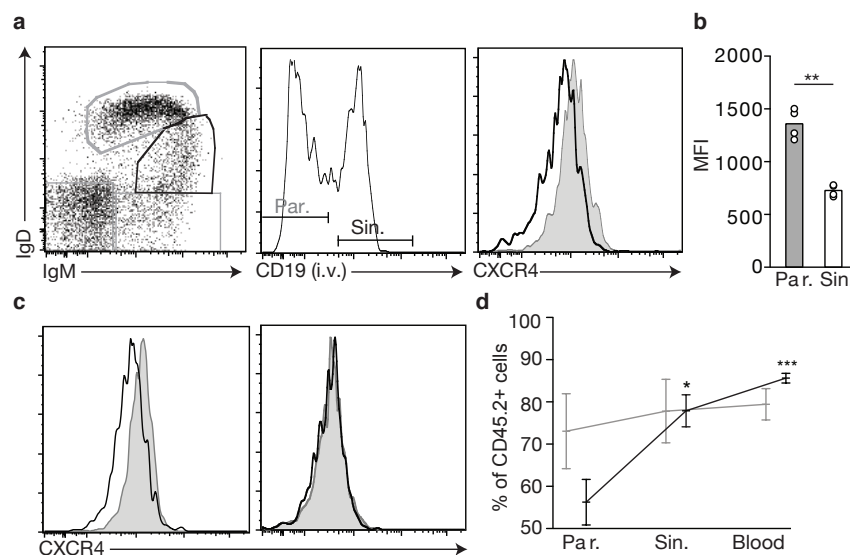 a
IgD
IgM
Par.
Sin.
CD19 (i.v.)
CXCR4
b
MFI
2000
1500
1000
500
0
**
Par. Sin
c
CXCR4
d
% of CD45.2+ cells
100
90
80
70
60
50
*
***
Par. Sin. Blood